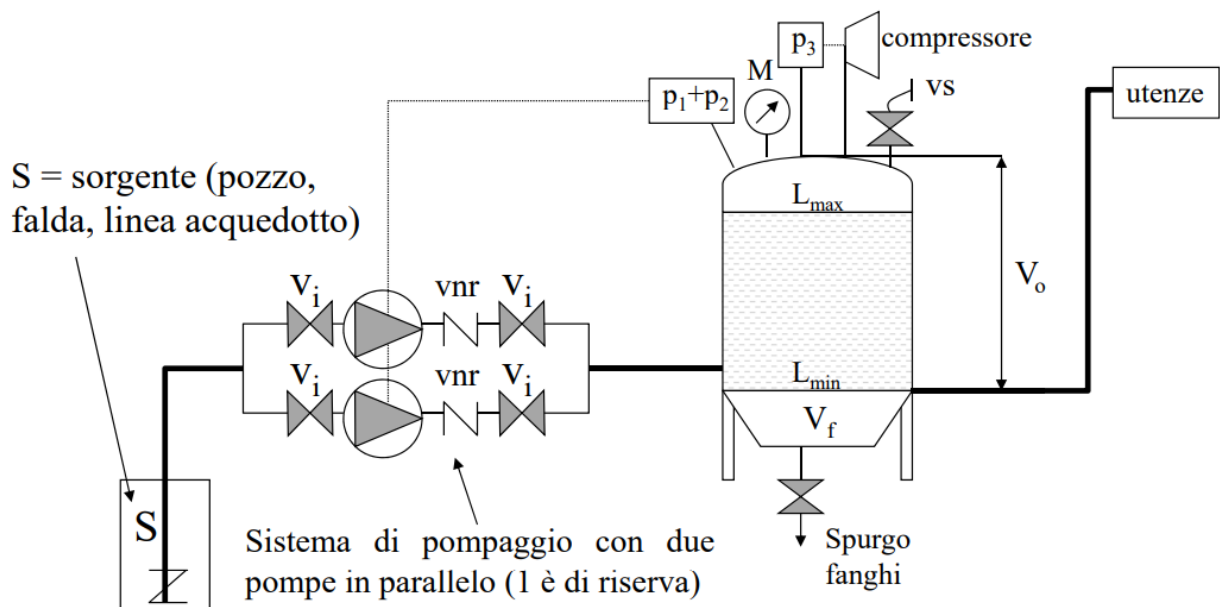 p3
compressore
M
p1+p2
vs
utenze
S = sorgente (pozzo,
falda, linea acquedotto)
Lmax
Vo
vi
vnr
vi
vi
vnr
vi
Lmin
Vf
S
Sistema di pompaggio con due
pompe in parallelo (1 è di riserva)
Spurgo
fanghi